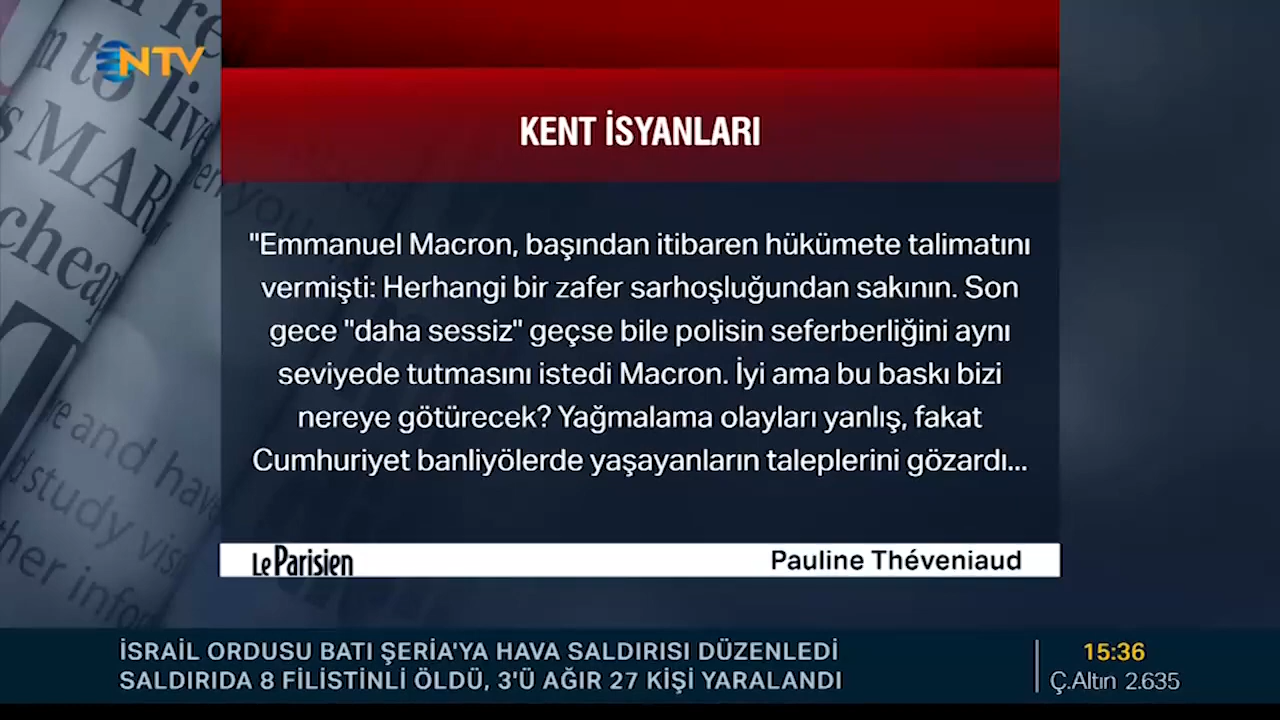 NTV
KENT İSYANLARI
"Emmanuel Macron, başından itibaren hükümete talimatını
vermişti: Herhangi bir zafer sarhoşluğundan sakının. Son
gece "daha sessiz" geçse bile polisin seferberliğini aynı
seviyede tutmasını istedi Macron. İyi ama bu baskı bizi
nereye götürecek? Yağmalama olayları yanlış, fakat
Cumhuriyet banliyölerde yaşayanların taleplerini gözardı...
Le Parisien
Pauline Théveniaud
İSRAİL ORDUSU BATI ŞERİA'YA HAVA SALDIRISI DÜZENLEDİ
SALDIRIDA 8 FİLİSTİNLİ ÖLDÜ, 3'Ü AĞIR 27 KİŞİ YARALANDI
15:36
Ç.Altın 2.635